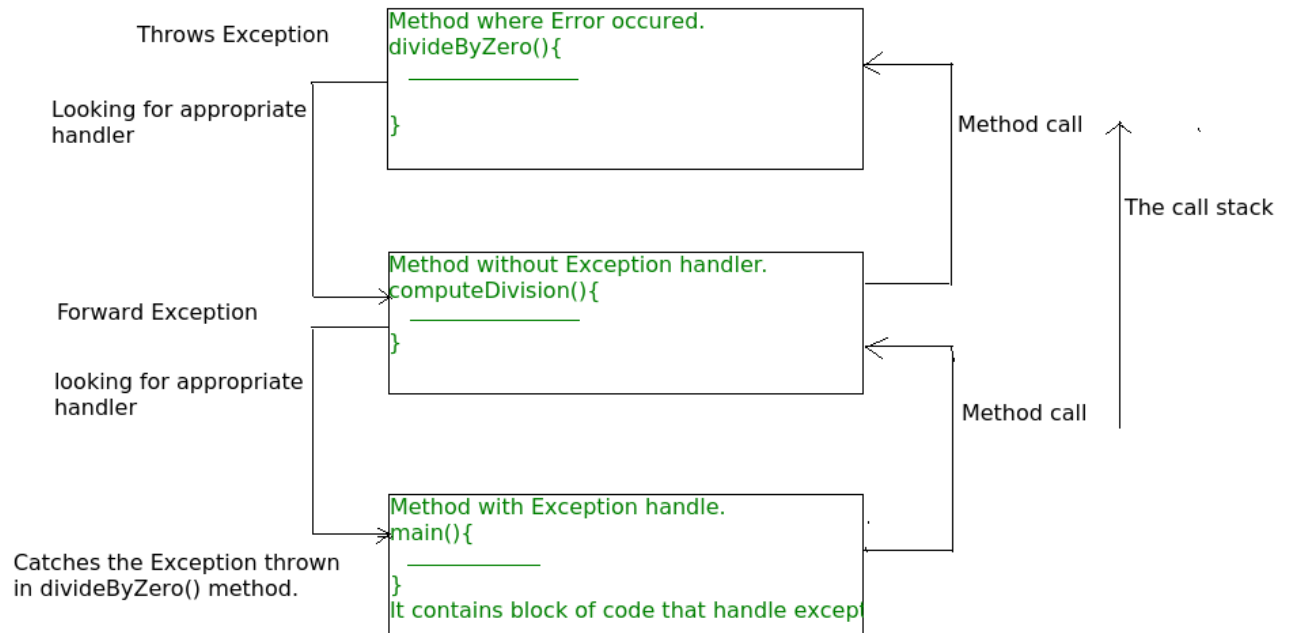 Throws Exception
Method where Error occured.
divideByZero(){
}
Looking for appropriate
handler
Method call
The call stack
Method without Exception handler.
computeDivision(){
}
Forward Exception
looking for appropriate
handler
Method call
Method with Exception handle.
main(){
}
It contains block of code that handle
Catches the Exception thrown
in divideByZero() method.